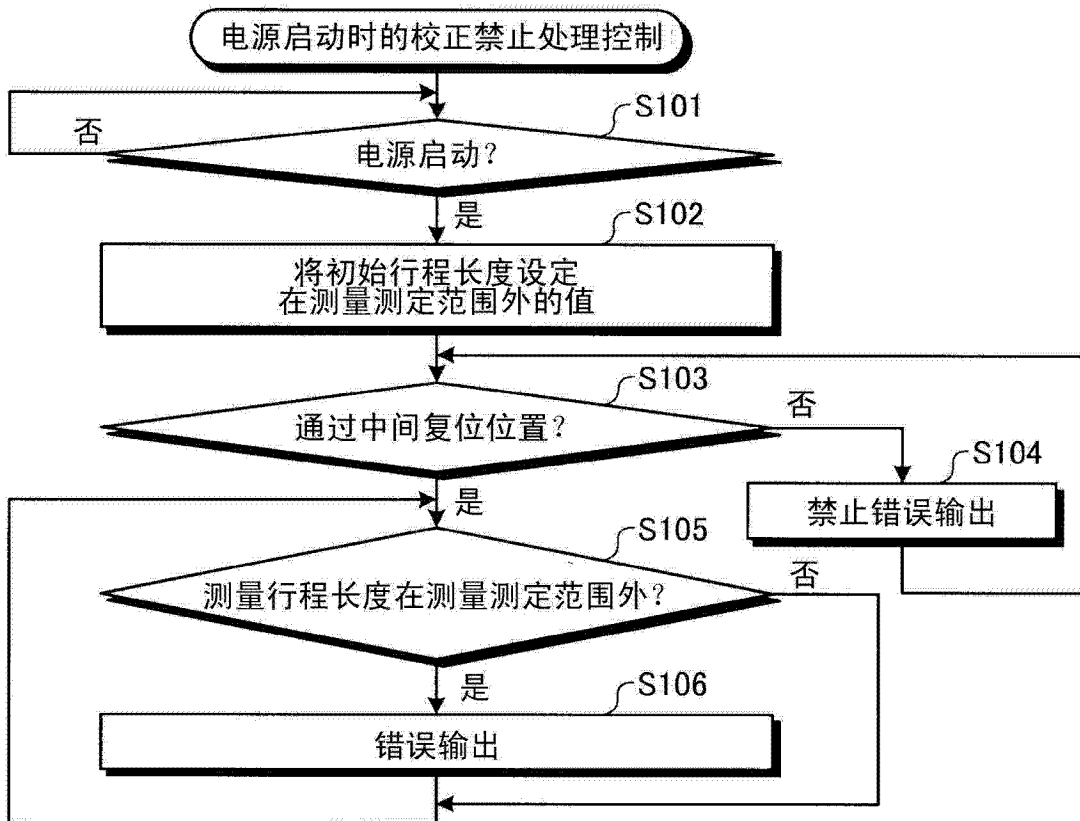 电源启动时的校正禁止处理控制
S101
否
电源启动?
是
S102
将初始行程长度设定
在测量测定范围外的值
S103
通过中间复位位置?
否
S104
是
禁止错误输出
S105
测量行程长度在测量测定范围外?
否
是
S106
错误输出